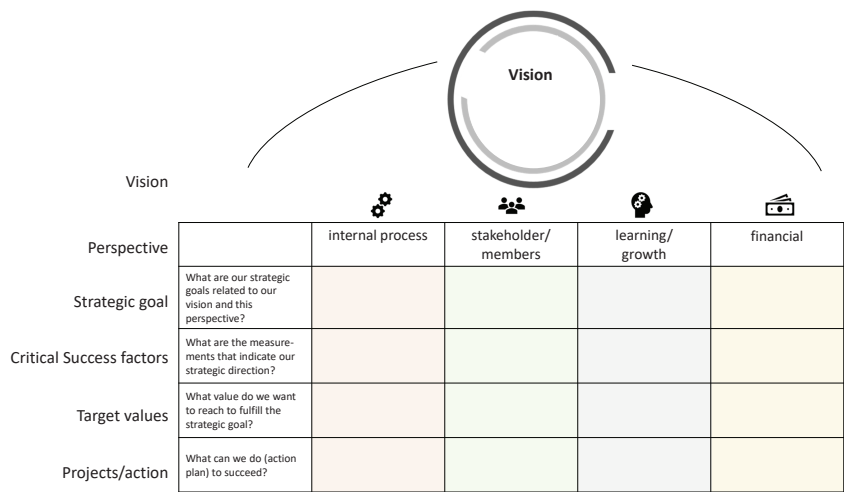 Vision
Vision
Perspective
internal process
stakeholder/
members
learning/
growth
financial
Strategic goal
What are our strategic
goals related to our
vision and this
perspective?
Critical Success factors
What are the measure-
ments that indicate our
strategic direction?
Target values
What value do we want
to reach to fulfill the
strategic goal?
Projects/action
What can we do (action
plan) to succeed?